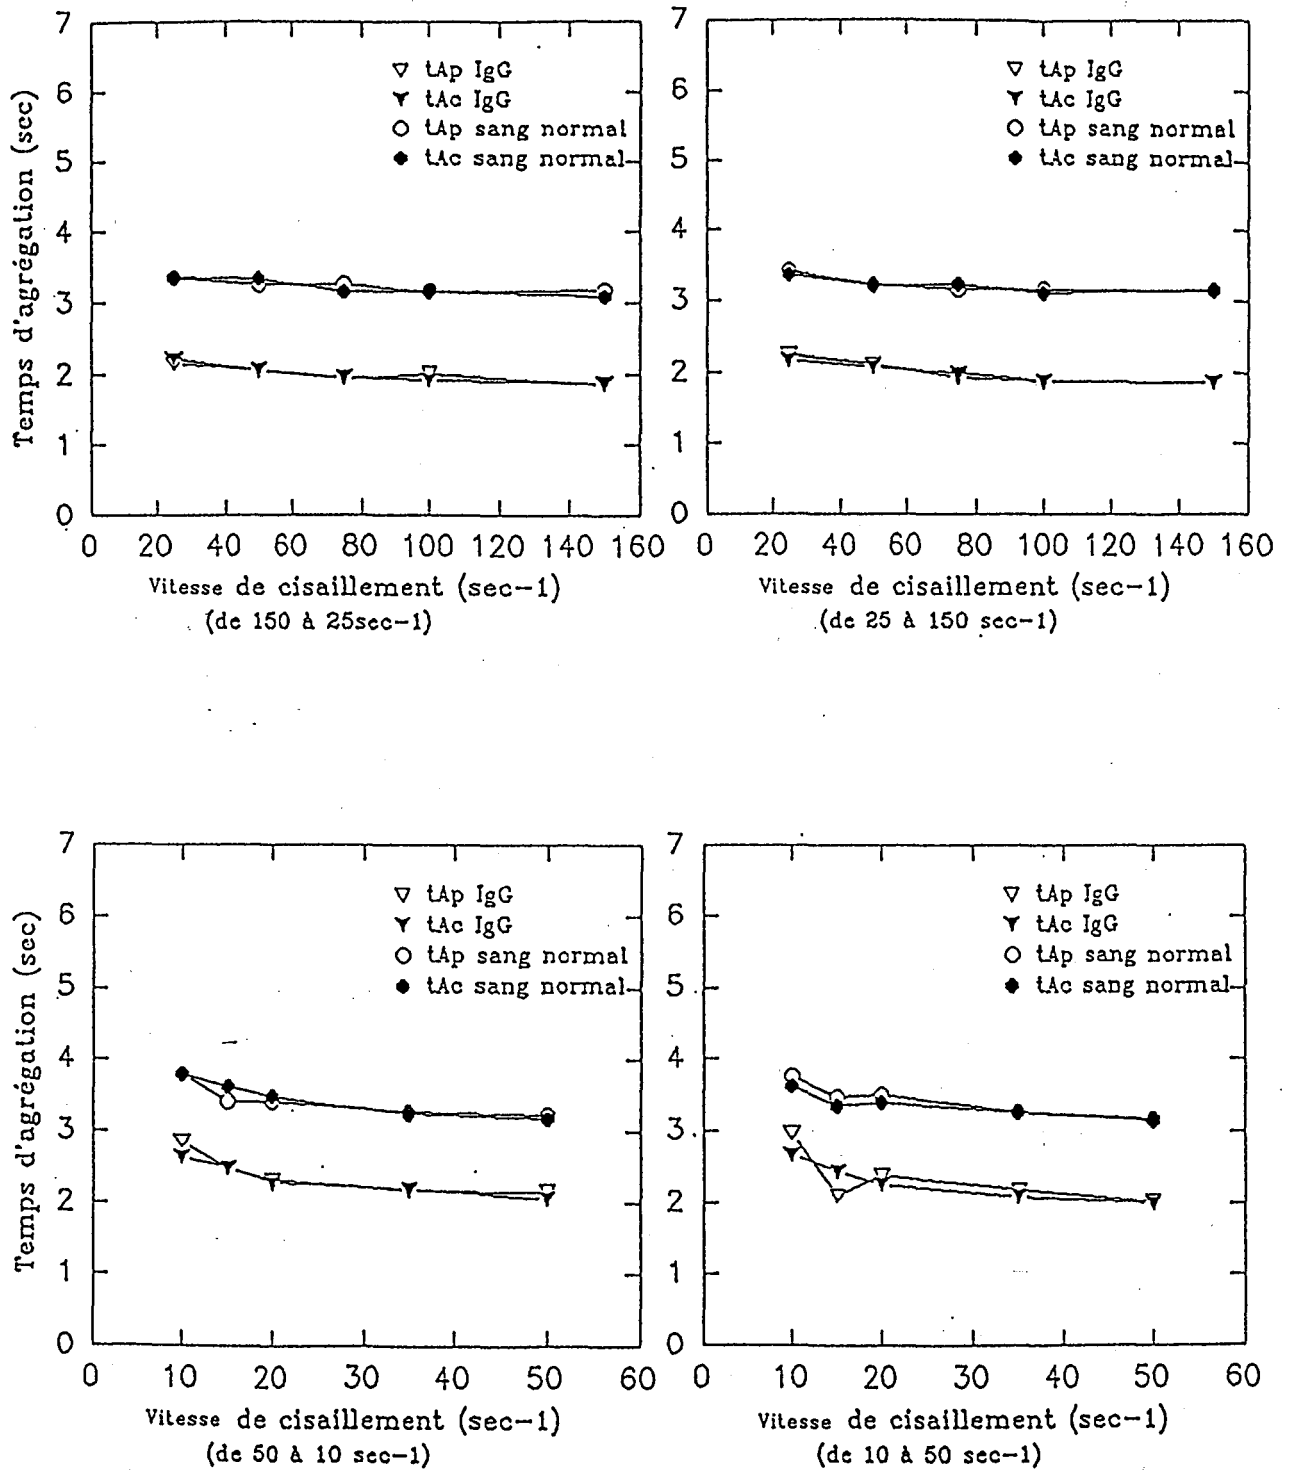 7
6
5
4
3
2
1
0
Temps d'agrégation (sec)
tAp IgG
tAc IgG
tAp sang normal
tAc sang normal
0 20 40 60 80 100 120 140 160
Vitesse de cisaillement (sec-1)
(de 150 à 25sec-1)
7
6
5
4
3
2
1
0
tAp IgG
tAc IgG
tAp sang normal
tAc sang normal
0 20 40 60 80 100 120 140 160
Vitesse de cisaillement (sec-1)
(de 25 à 150 sec-1)
7
6
5
4
3
2
1
0
Temps d'agrégation (sec)
tAp IgG
tAc IgG
tAp sang normal
tAc sang normal
0 10 20 30 40 50 60
Vitesse de cisaillement (sec-1)
(de 50 à 10 sec-1)
7
6
5
4
3
2
1
0
tAp IgG
tAc IgG
tAp sang normal
tAc sang normal
0 10 20 30 40 50 60
Vitesse de cisaillement (sec-1)
(de 10 à 50 sec-1)